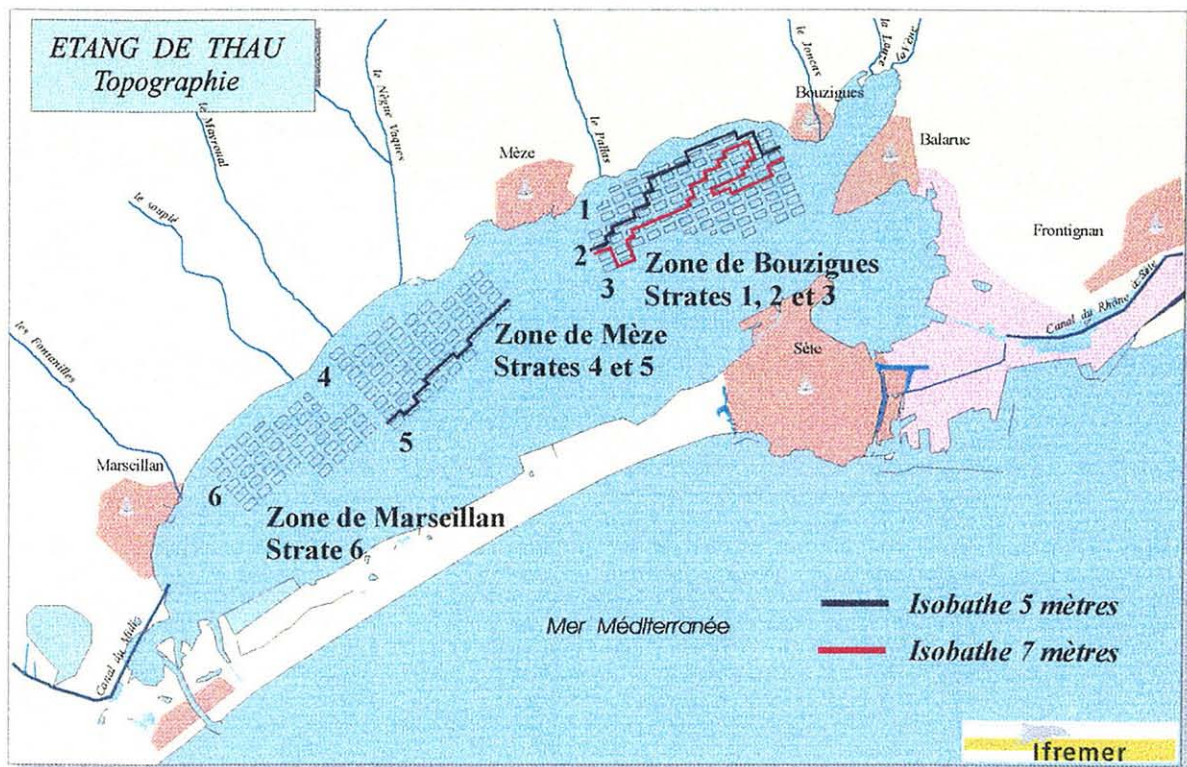 ETANG DE THAU
Topographie
le Joncas
la Lauze
la Vène
Bouzigues
le Nègue Vaques
le Mayroual
le Pallas
Mèze
Balaruc
le soupié
1
Frontignan
2
3
Zone de Bouzigues
Strates 1, 2 et 3
Canal du Rhône à Sète
les Fontanilles
Zone de Mèze
Strates 4 et 5
Sète
4
5
Marseillan
6
Zone de Marseillan
Strate 6
Isobathe 5 mètres
Mer Méditerranée
Isobathe 7 mètres
Canal du Midi
Ifremer